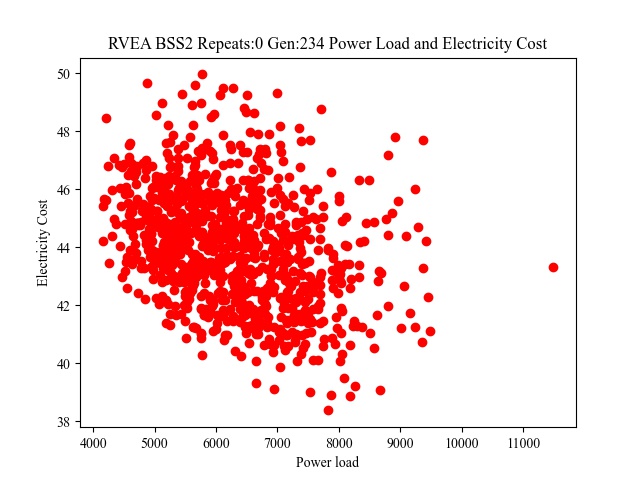 RVEA BSS2 Repeats:0 Gen:234 Power Load and Electricity Cost
50
48
46
44
42
40
38
Electricity Cost
4000 5000 6000 7000 8000 9000 10000 11000
Power load